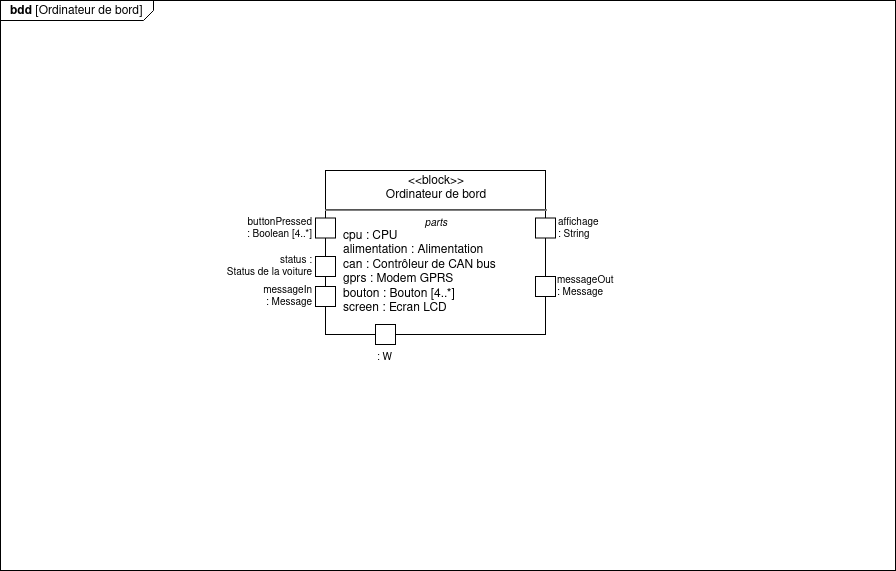 bdd [Ordinateur de bord]
<<block>>
Ordinateur de bord
parts
cpu : CPU
alimentation : Alimentation
can : Contrôleur de CAN bus
gprs : Modem GPRS
bouton : Bouton [4..*]
screen : Ecran LCD
buttonPressed
: Boolean [4..*]
status :
Status de la voiture
messageIn
: Message
affichage
: String
messageOut
: Message
: W